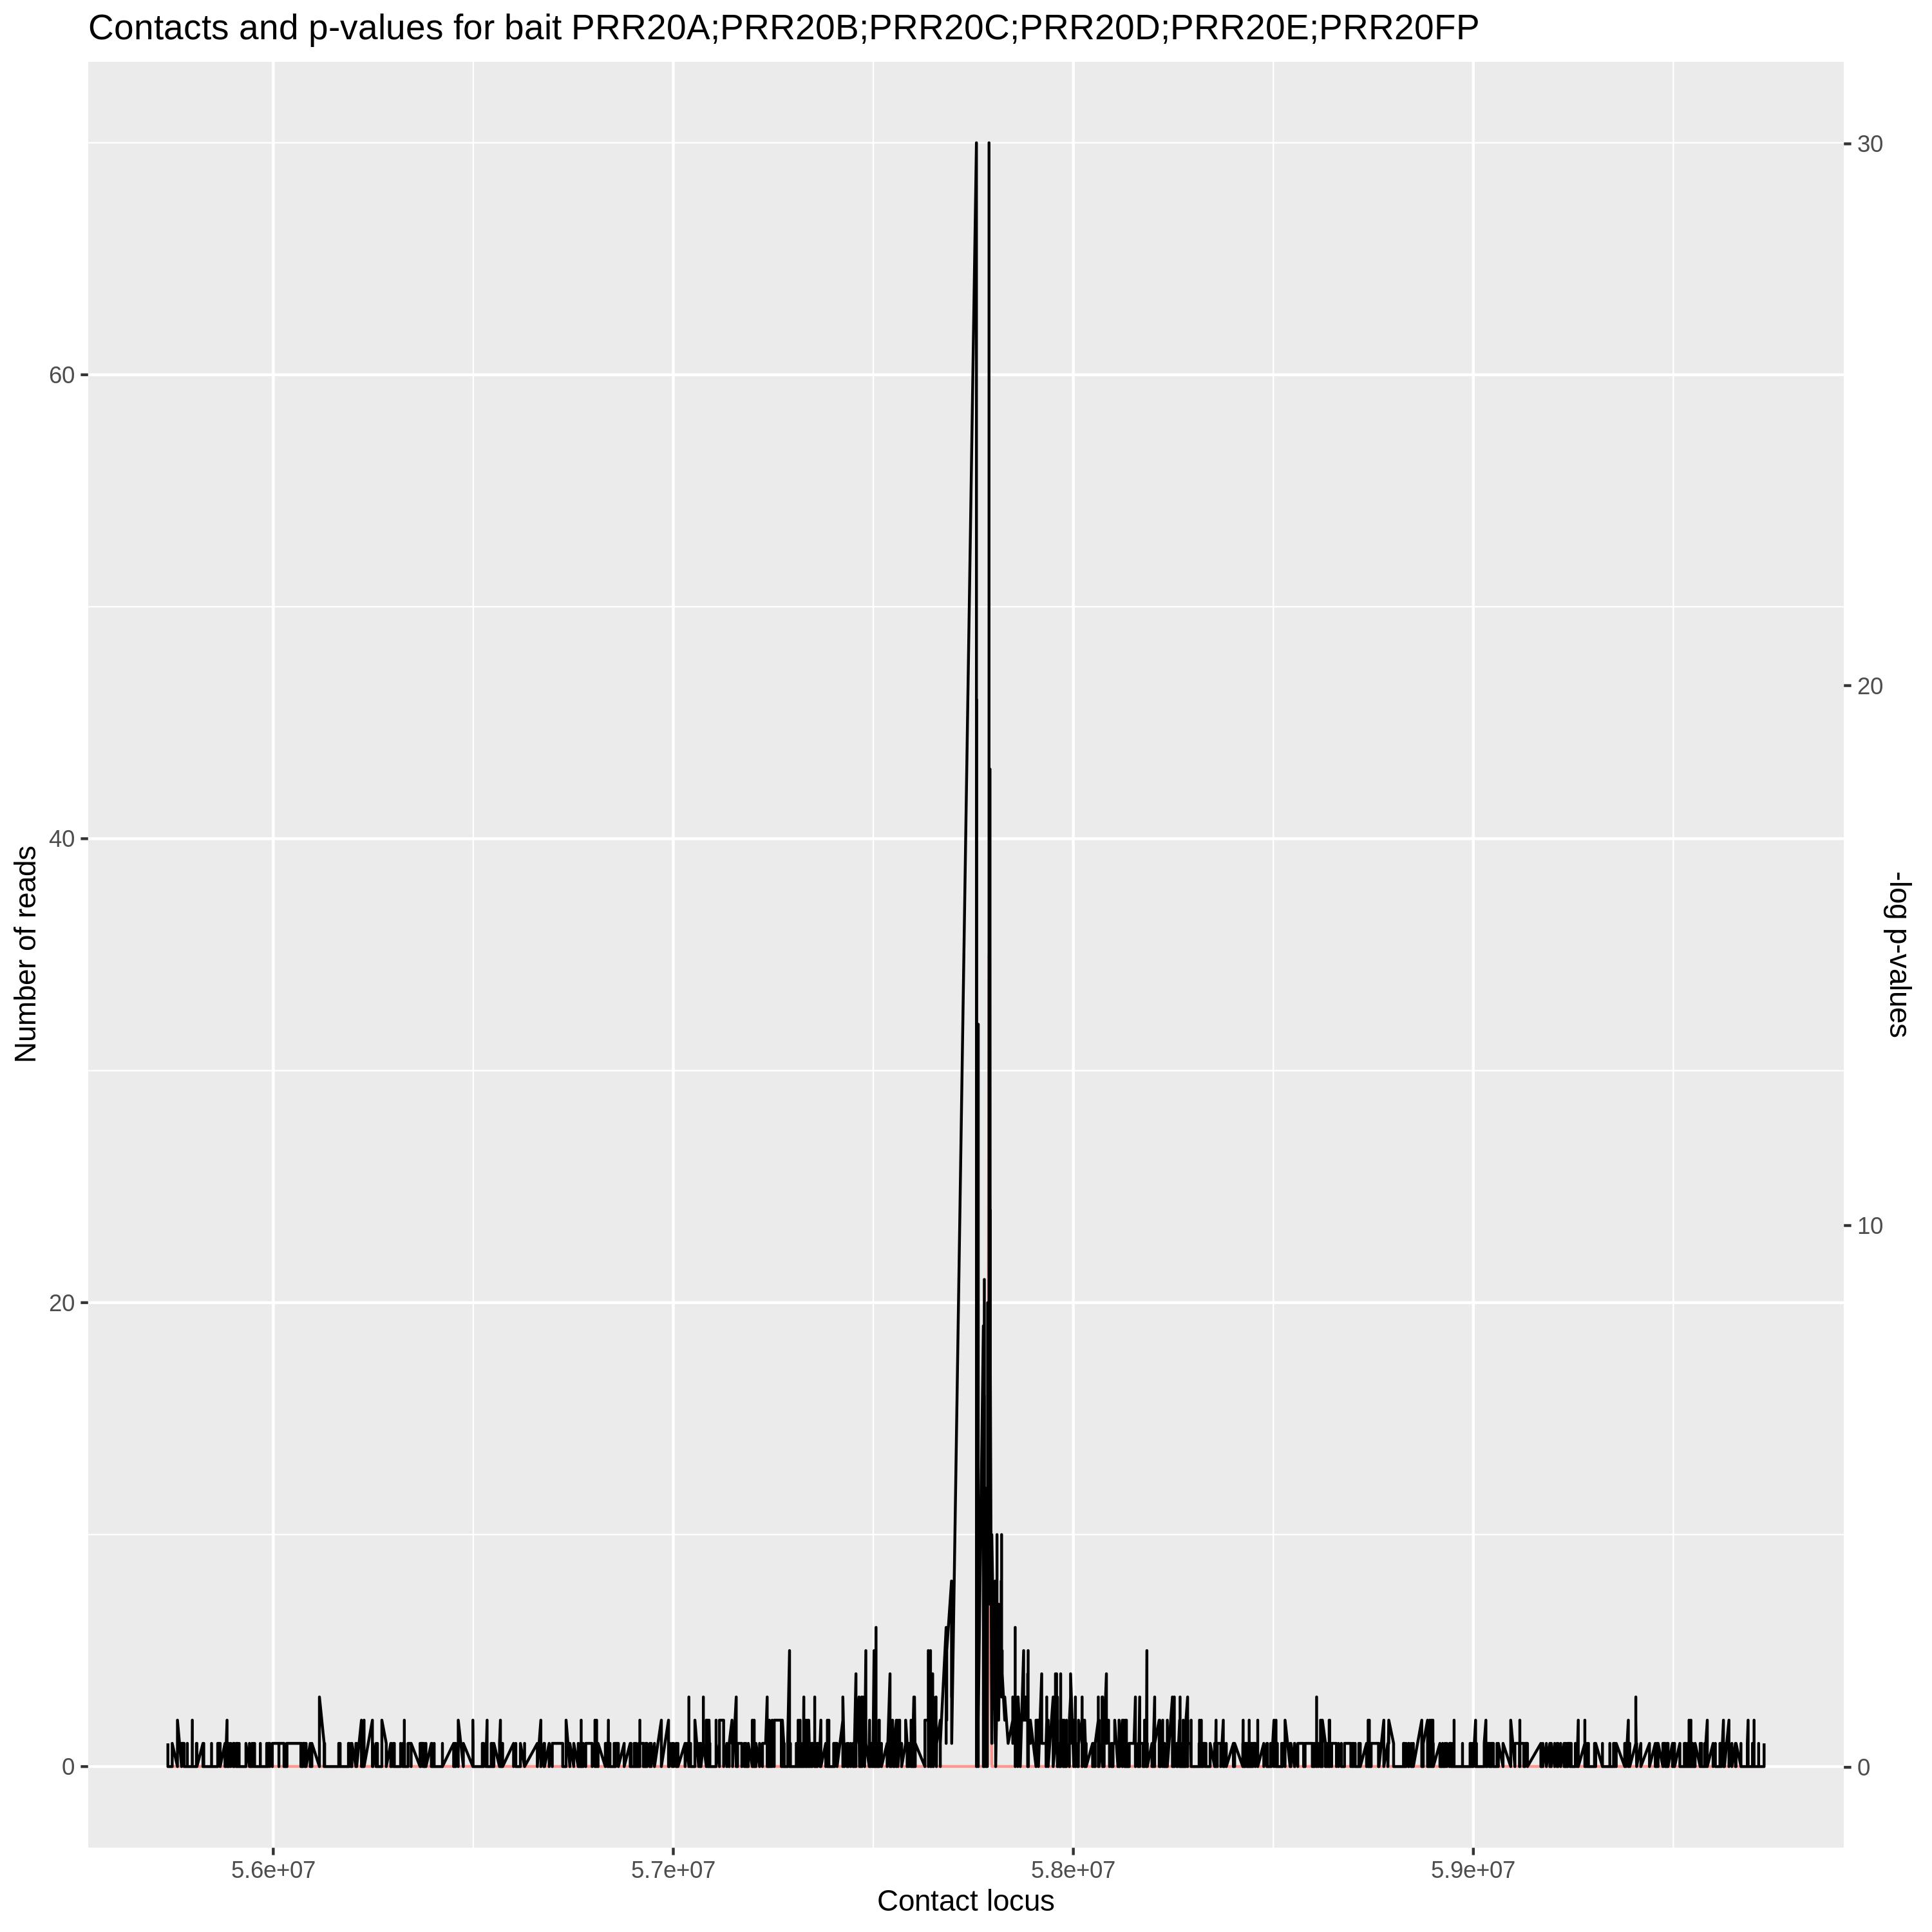 Contacts and p-values for bait PRR20A;PRR20B;PRR20C;PRR20D;PRR20E;PRR20FP
Number of reads
60
40
20
0
30
20
10
0
-log p-values
5.6e+07 5.7e+07 5.8e+07 5.9e+07
Contact locus